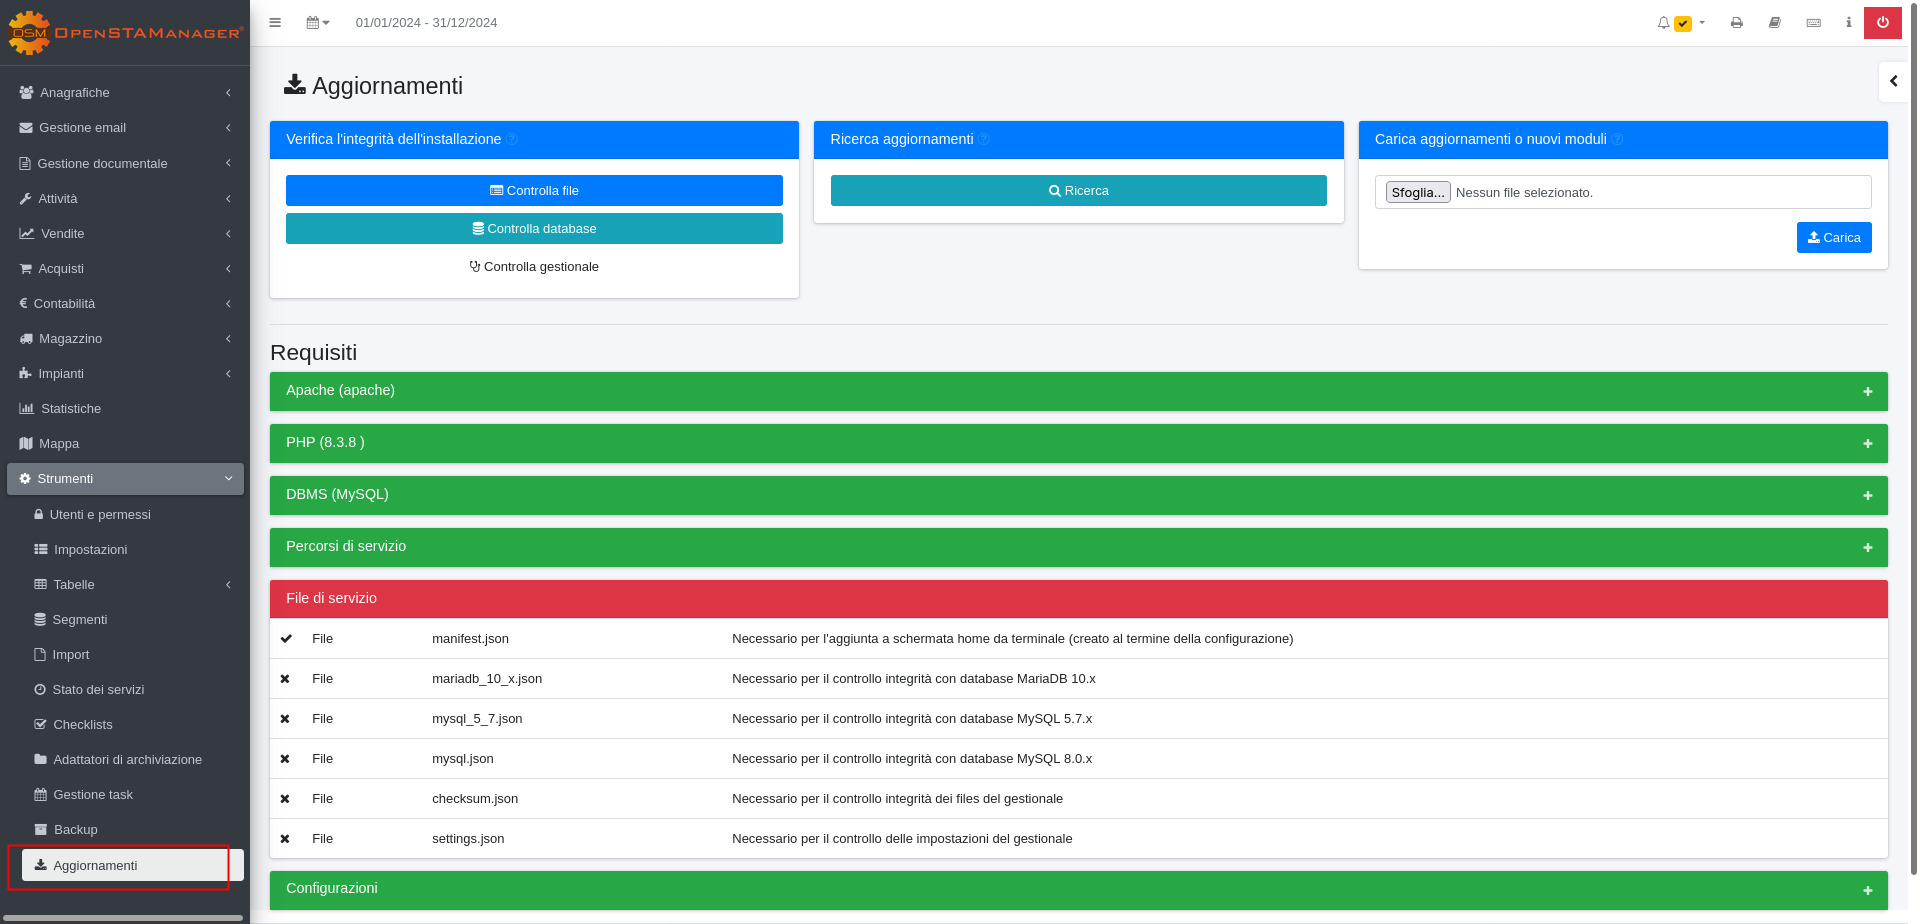 OSM OpenSTAManager®
01/01/2024 - 31/12/2024
Anagrafiche
Gestione email
Gestione documentale
Attività
Vendite
Acquisti
Contabilità
Magazzino
Impianti
Statistiche
Mappa
Strumenti
Utenti e permessi
Impostazioni
Tabelle
Segmenti
Import
Stato dei servizi
Checklists
Adattatori di archiviazione
Gestione task
Backup
Aggiornamenti
Aggiornamenti
Verifica l'integrità dell'installazione
Controlla file
Controlla database
Controlla gestionale
Ricerca aggiornamenti
Ricerca
Carica aggiornamenti o nuovi moduli
Sfoglia... Nessun file selezionato.
Carica
Requisiti
Apache (apache)
PHP (8.3.8 )
DBMS (MySQL)
Percorsi di servizio
File di servizio
File manifest.json Necessario per l'aggiunta a schermata home da terminale (creato al termine della configurazione)
File mariadb_10_x.json Necessario per il controllo integrità con database MariaDB 10.x
File mysql_5_7.json Necessario per il controllo integrità con database MySQL 5.7.x
File mysql.json Necessario per il controllo integrità con database MySQL 8.0.x
File checksum.json Necessario per il controllo integrità dei files del gestionale
File settings.json Necessario per il controllo delle impostazioni del gestionale
Configurazioni